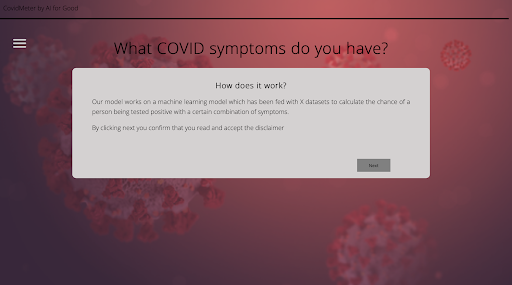 CovidMeter by AI for Good
What COVID symptoms do you have?
How does it work?
Our model works on a machine learning model which has been fed with X datasets to calculate the chance of a
person being tested positive with a certain combination of symptoms.
By clicking next you confirm that you read and accept the disclaimer
Next